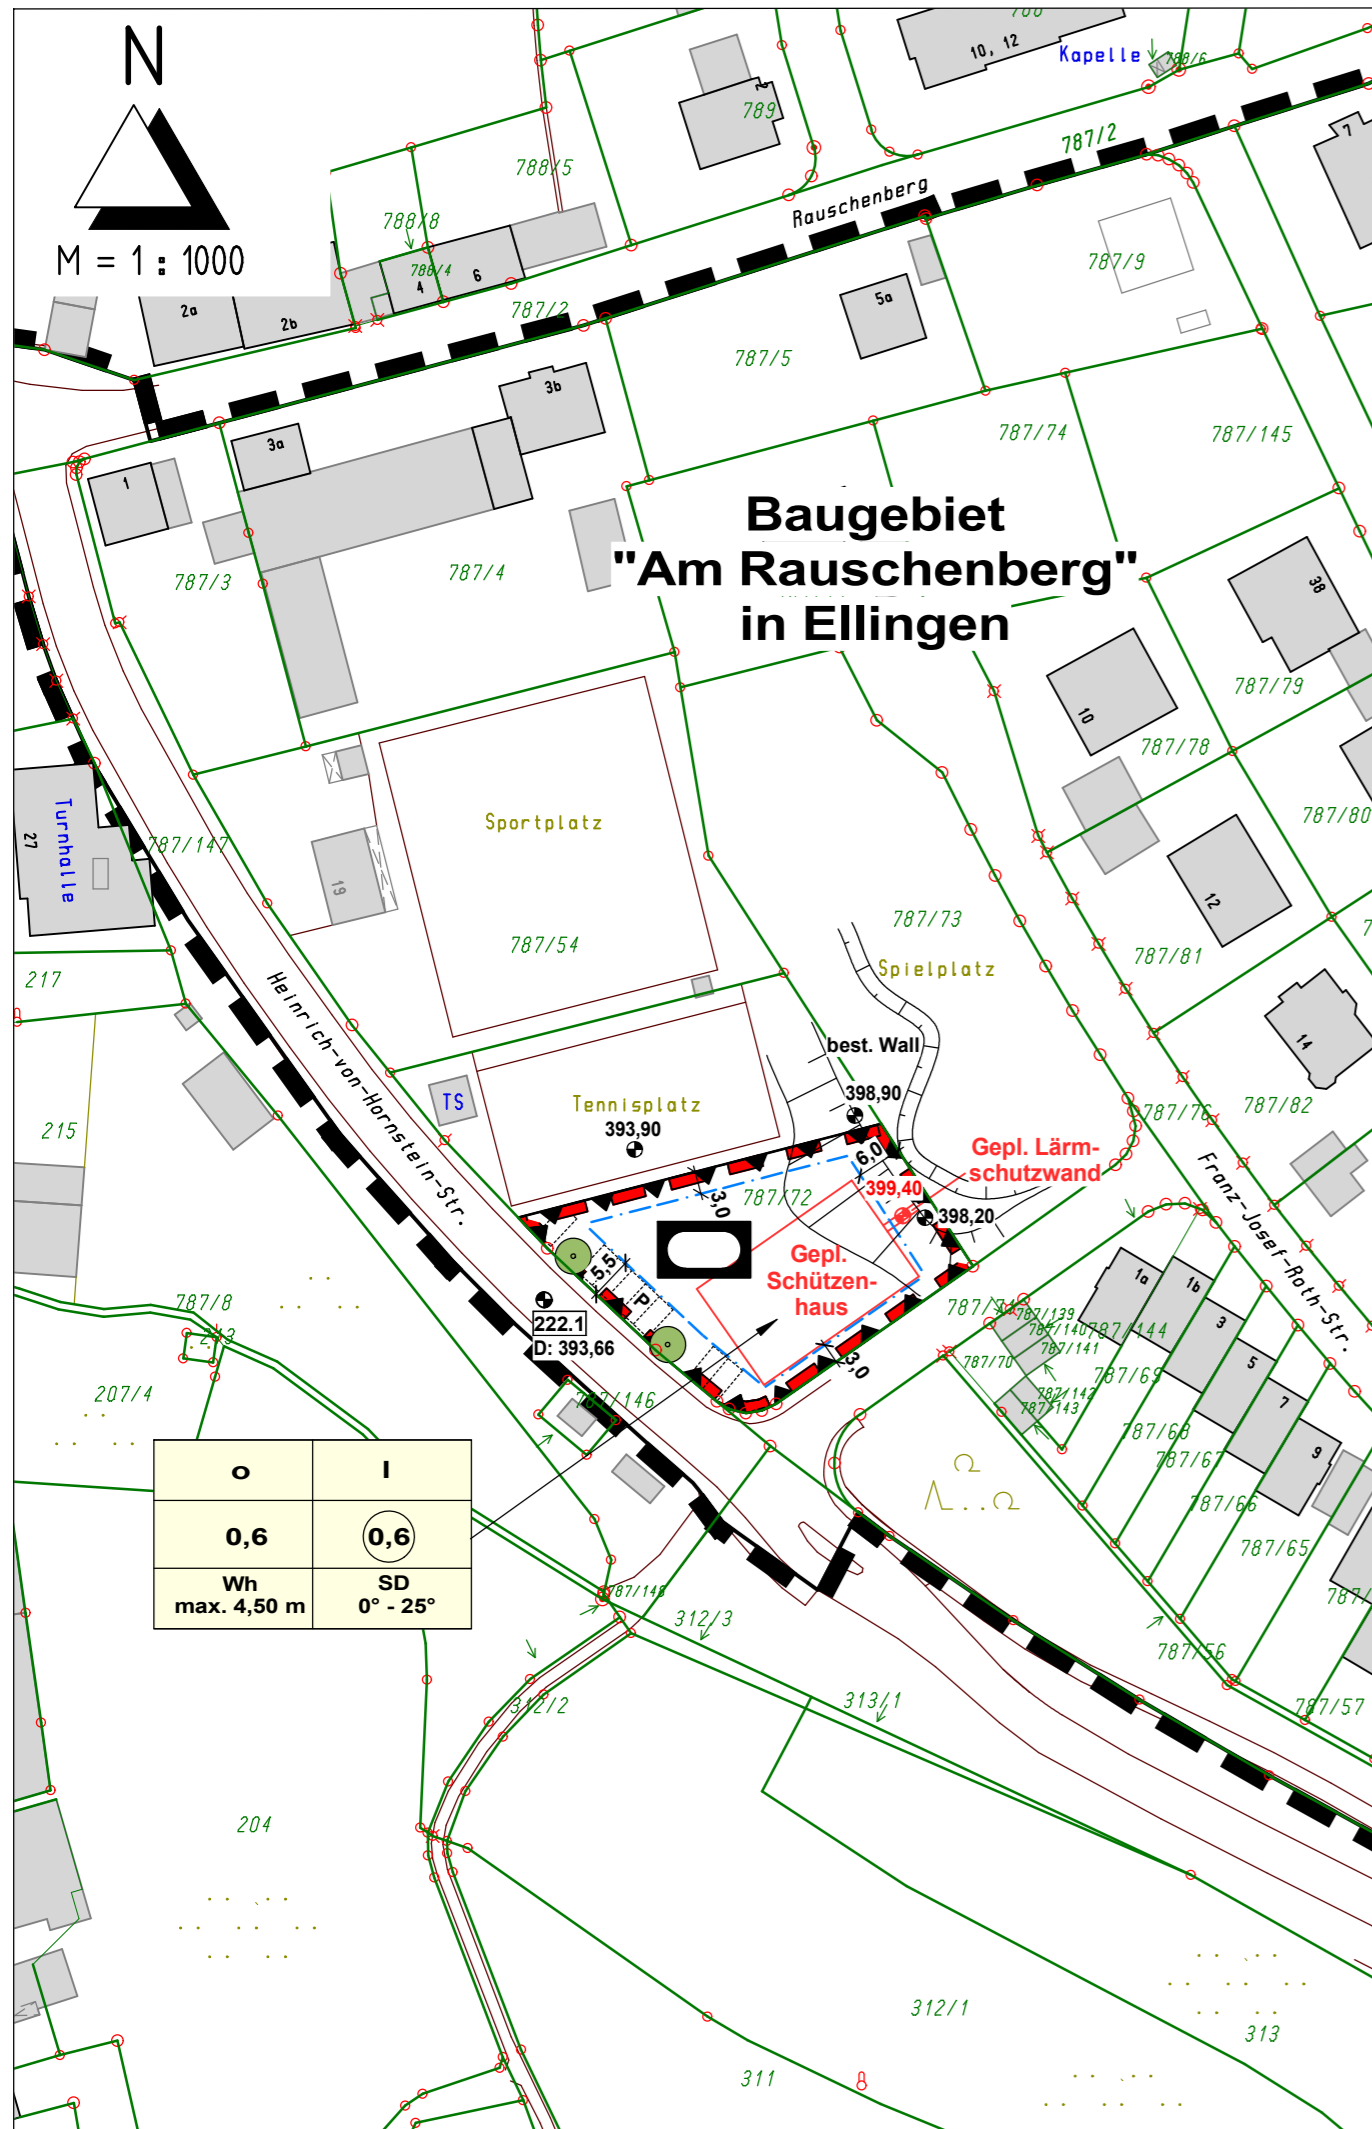 N
M = 1 : 1000
788
10, 12
Kapelle
788/6
2
789
787/2
7
788/5
Rauschenberg
788/8
788/4
4
6
2a
2b
787/2
787/9
5a
787/5
3b
3a
787/74
787/145
1
Baugebiet
"Am Rauschenberg"
in Ellingen
787/3
787/4
38
787/79
10
787/78
Sportplatz
Turnhalle
27
787/147
787/80
19
12
787/73
787/54
787/81
217
Spielplatz
Heinrich-von-Hornstein-Str.
14
best. Wall
TS
Tennisplatz
398,90
787/76
787/82
215
393,90
Gepl. Lärm-
schutzwand
6,0
Franz-Josef-Roth-Str.
787/72
3,0
399,40
398,20
Gepl.
Schützen-
haus
5,5
P
1a
1b
787/8
243
222.1
D: 393,66
787/71
787/139
787/140
787/144
787/141
3
5
7
9
787/70
787/69
787/142
787/143
3,0
207/4
787/146
787/68
787/67
787/66
787/65
o
I
0,6
0,6
Wh
max. 4,50 m
SD
0° - 25°
787/148
312/3
787/56
787/57
312/2
313/1
204
312/1
313
311